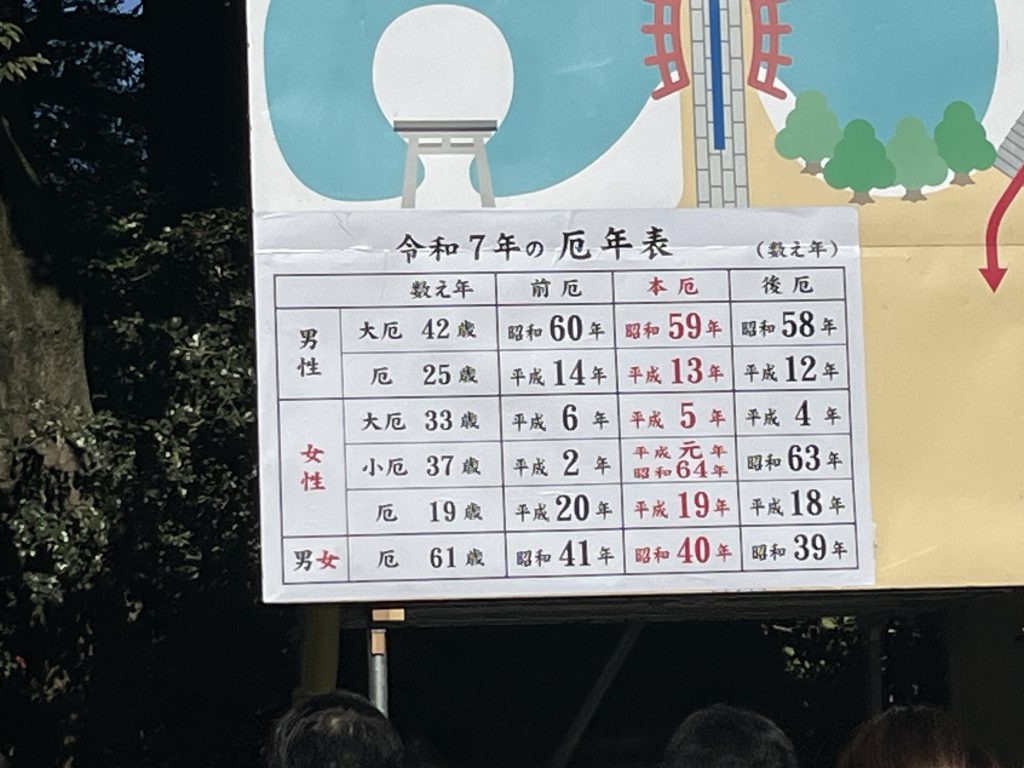 令和7年の厄年表 (数え年)
数え年 前厄 本厄 後厄
男性 大厄 42歳 昭和60年 昭和59年 昭和58年
厄 25歳 平成14年 平成13年 平成12年
女性 大厄 33歳 平成6年 平成5年 平成4年
小厄 37歳 平成2年 平成元年 昭和64年 昭和63年
厄 19歳 平成20年 平成19年 平成18年
男女 厄 61歳 昭和41年 昭和40年 昭和39年